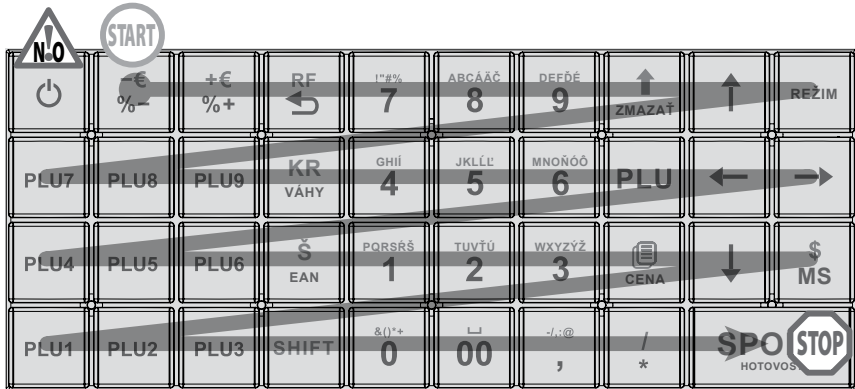 START
N!O
−€ +€ RF !"#% ABCÁÄČ DEFĎÉ
%− %+ 7 8 9 ZMAZAŤ REŽIM
GHIÍ JKLĹĽ MNOŇÓÔ
PLU7 PLU8 PLU9 KR VÁHY 4 5 6 PLU
Š PQRSŔŠ TUVŤÚ WXYZÝŽ $
PLU4 PLU5 PLU6 EAN 1 2 3 CENA MS
&()*+ -/,:@ /
PLU1 PLU2 PLU3 SHIFT 0 00 , * SPO STOP
HOTOVOS